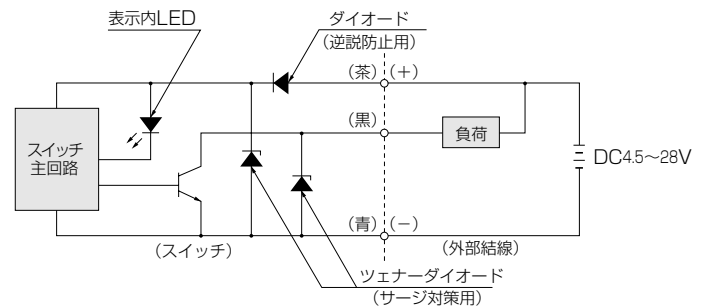 表示内LED
ダイオード
(逆説防止用)
(茶)(+)
(黒)
負荷
スイッチ
主回路
DC4.5~28V
(青)(-)
(スイッチ)
(外部結線)
ツェナーダイオード
(サージ対策用)